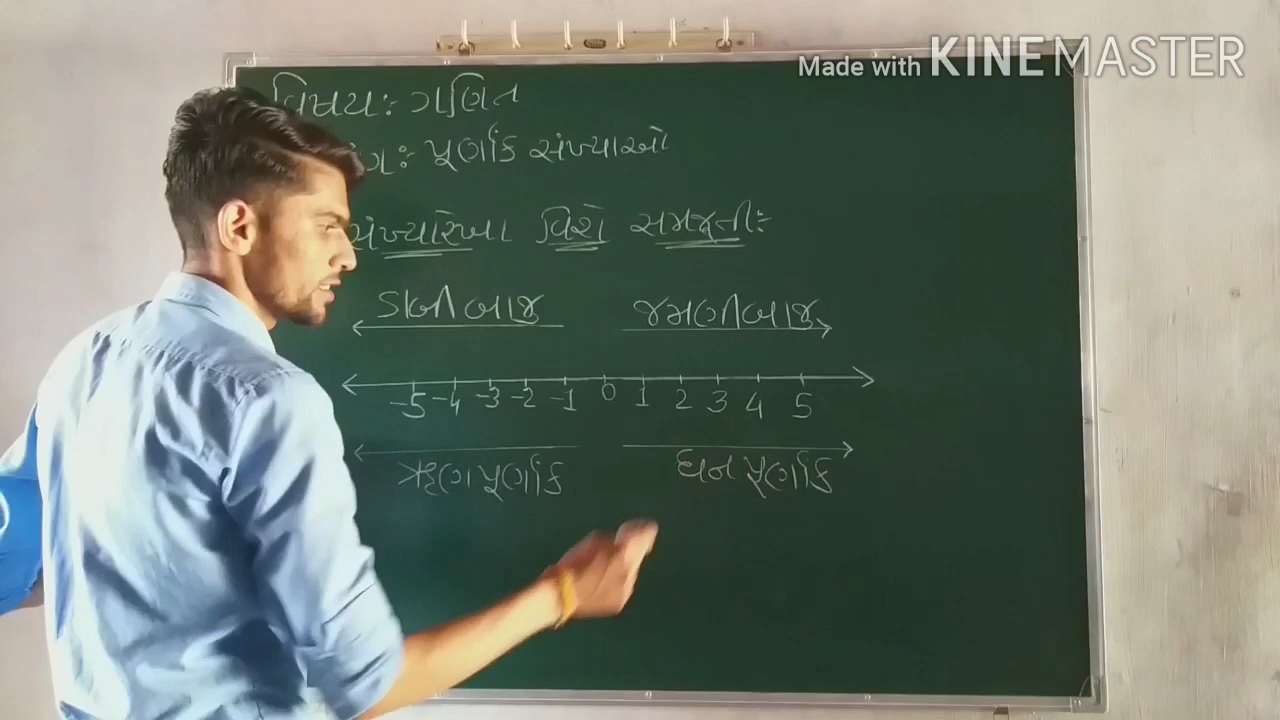 Made with KINEMASTER
વિષય:- ગણિત
પૂર્ણાંક સંખ્યાઓ
સંખ્યારેખા વિશે સમજૂતી:-
ડાબીબાજુ જમણીબાજુ
-5 -4 -3 -2 -1 0 1 2 3 4 5
ઋણ પૂર્ણાંક ધન પૂર્ણાંક